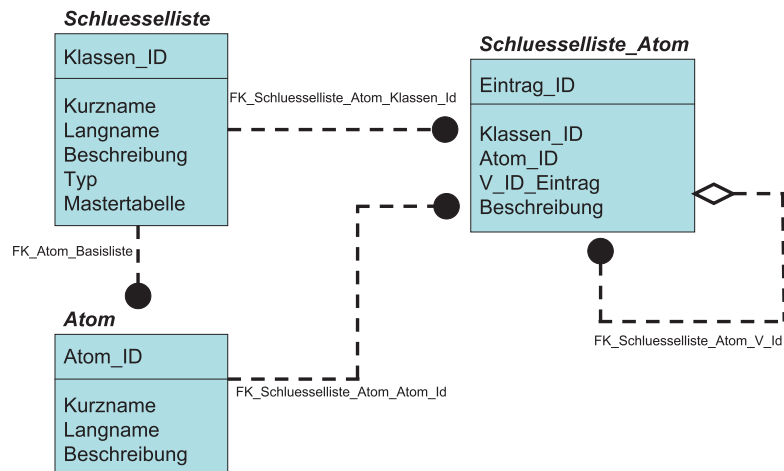 Schluesselliste
Klassen_ID
Kurzname
Langname
Beschreibung
Typ
Mastertabelle
FK_Schluesselliste_Atom_Klassen_Id
Schluesselliste_Atom
Eintrag_ID
Klassen_ID
Atom_ID
V_ID_Eintrag
Beschreibung
FK_Atom_Basisliste
FK_Schluesselliste_Atom_V_Id
Atom
Atom_ID
Kurzname
Langname
Beschreibung
FK_Schluesselliste_Atom_Atom_Id